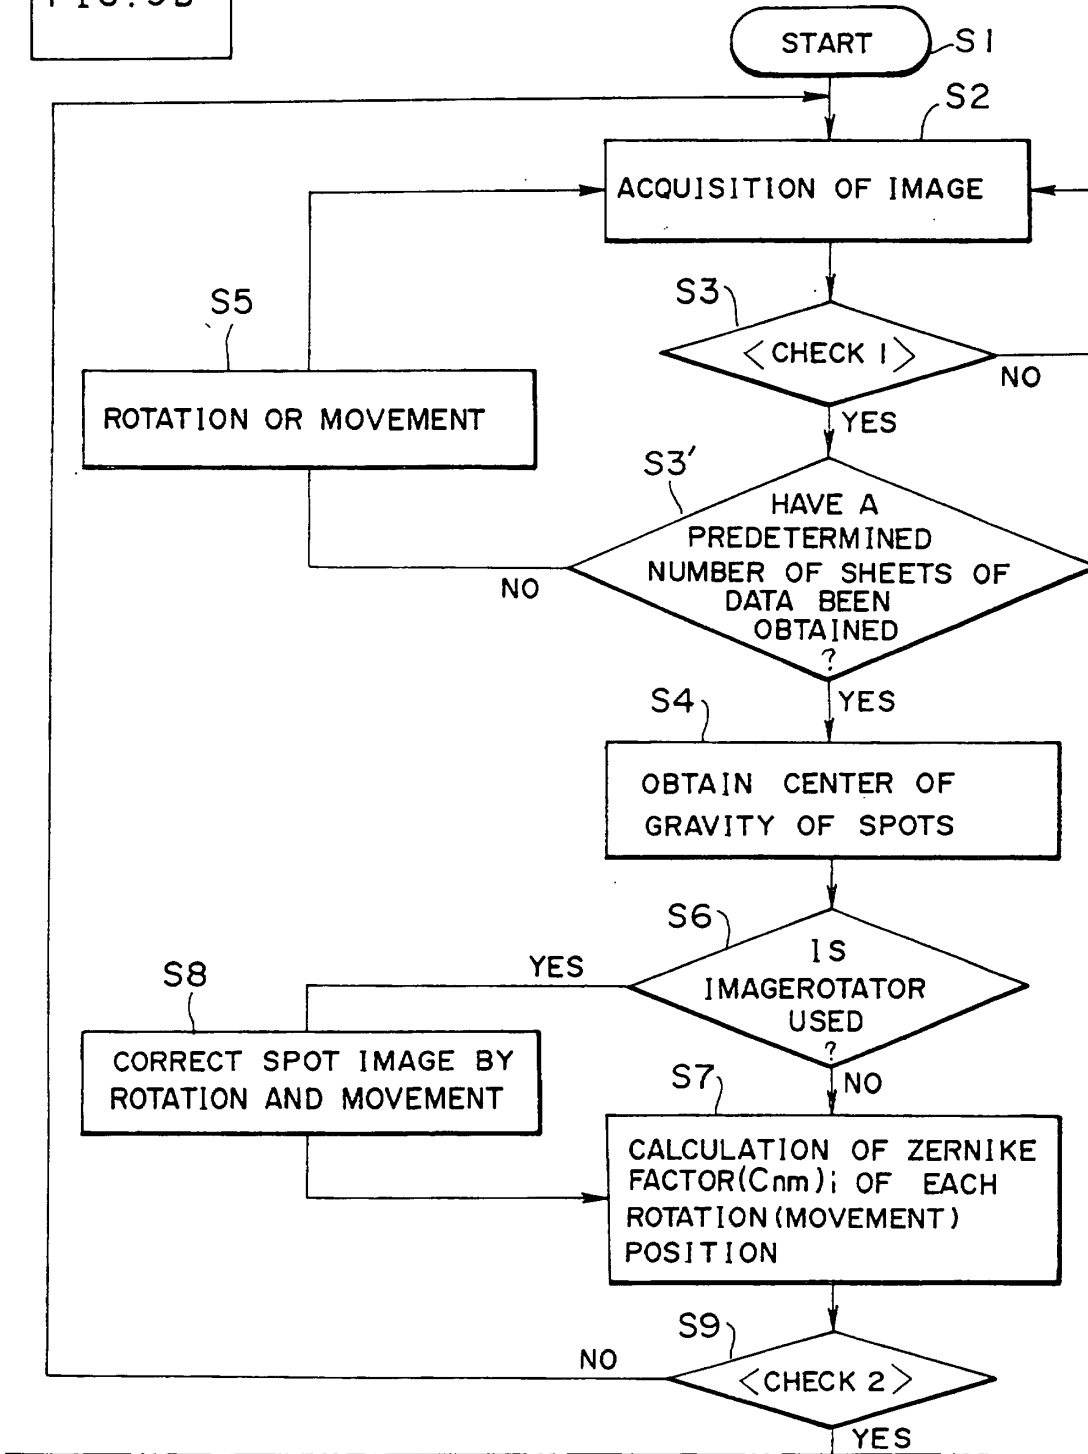 FIG.9B
START
S1
S2
ACQUISITION OF IMAGE
S3
<CHECK 1>
NO
YES
S5
ROTATION OR MOVEMENT
S3'
HAVE A
PREDETERMINED
NUMBER OF SHEETS OF
DATA BEEN
OBTAINED
?
NO
YES
S4
OBTAIN CENTER OF
GRAVITY OF SPOTS
S6
IS
IMAGEROTATOR
USED
?
YES
NO
S8
CORRECT SPOT IMAGE BY
ROTATION AND MOVEMENT
S7
CALCULATION OF ZERNIKE
FACTOR(Cnm)i OF EACH
ROTATION(MOVEMENT)
POSITION
S9
<CHECK 2>
NO
YES